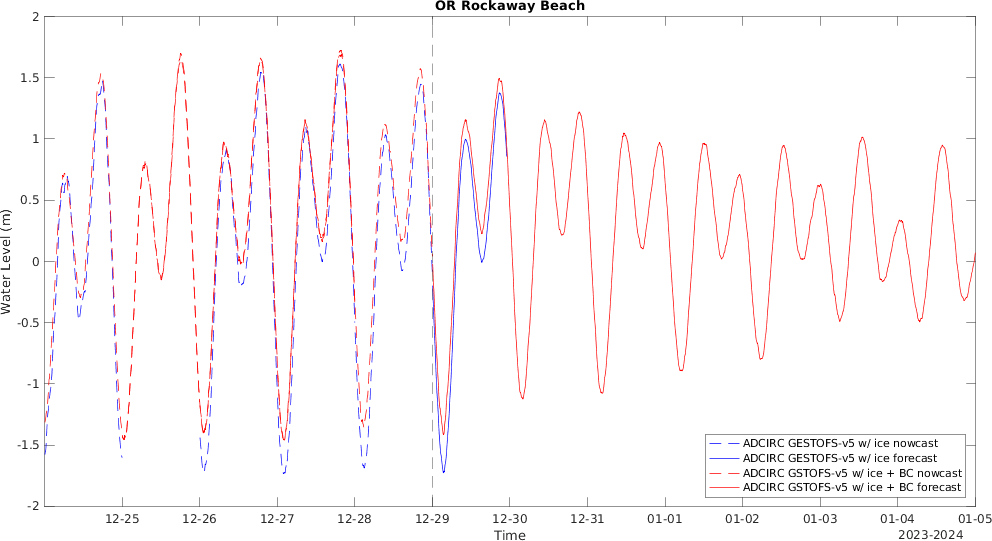 OR Rockaway Beach
2
1.5
1
0.5
0
-0.5
-1
-1.5
-2
Water Level (m)
12-25 12-26 12-27 12-28 12-29 12-30 12-31 01-01 01-02 01-03 01-04 01-05
Time
2023-2024
ADCIRC GESTOFS-v5 w/ ice nowcast
ADCIRC GESTOFS-v5 w/ ice forecast
ADCIRC GSTOFS-v5 w/ ice + BC nowcast
ADCIRC GSTOFS-v5 w/ ice + BC forecast